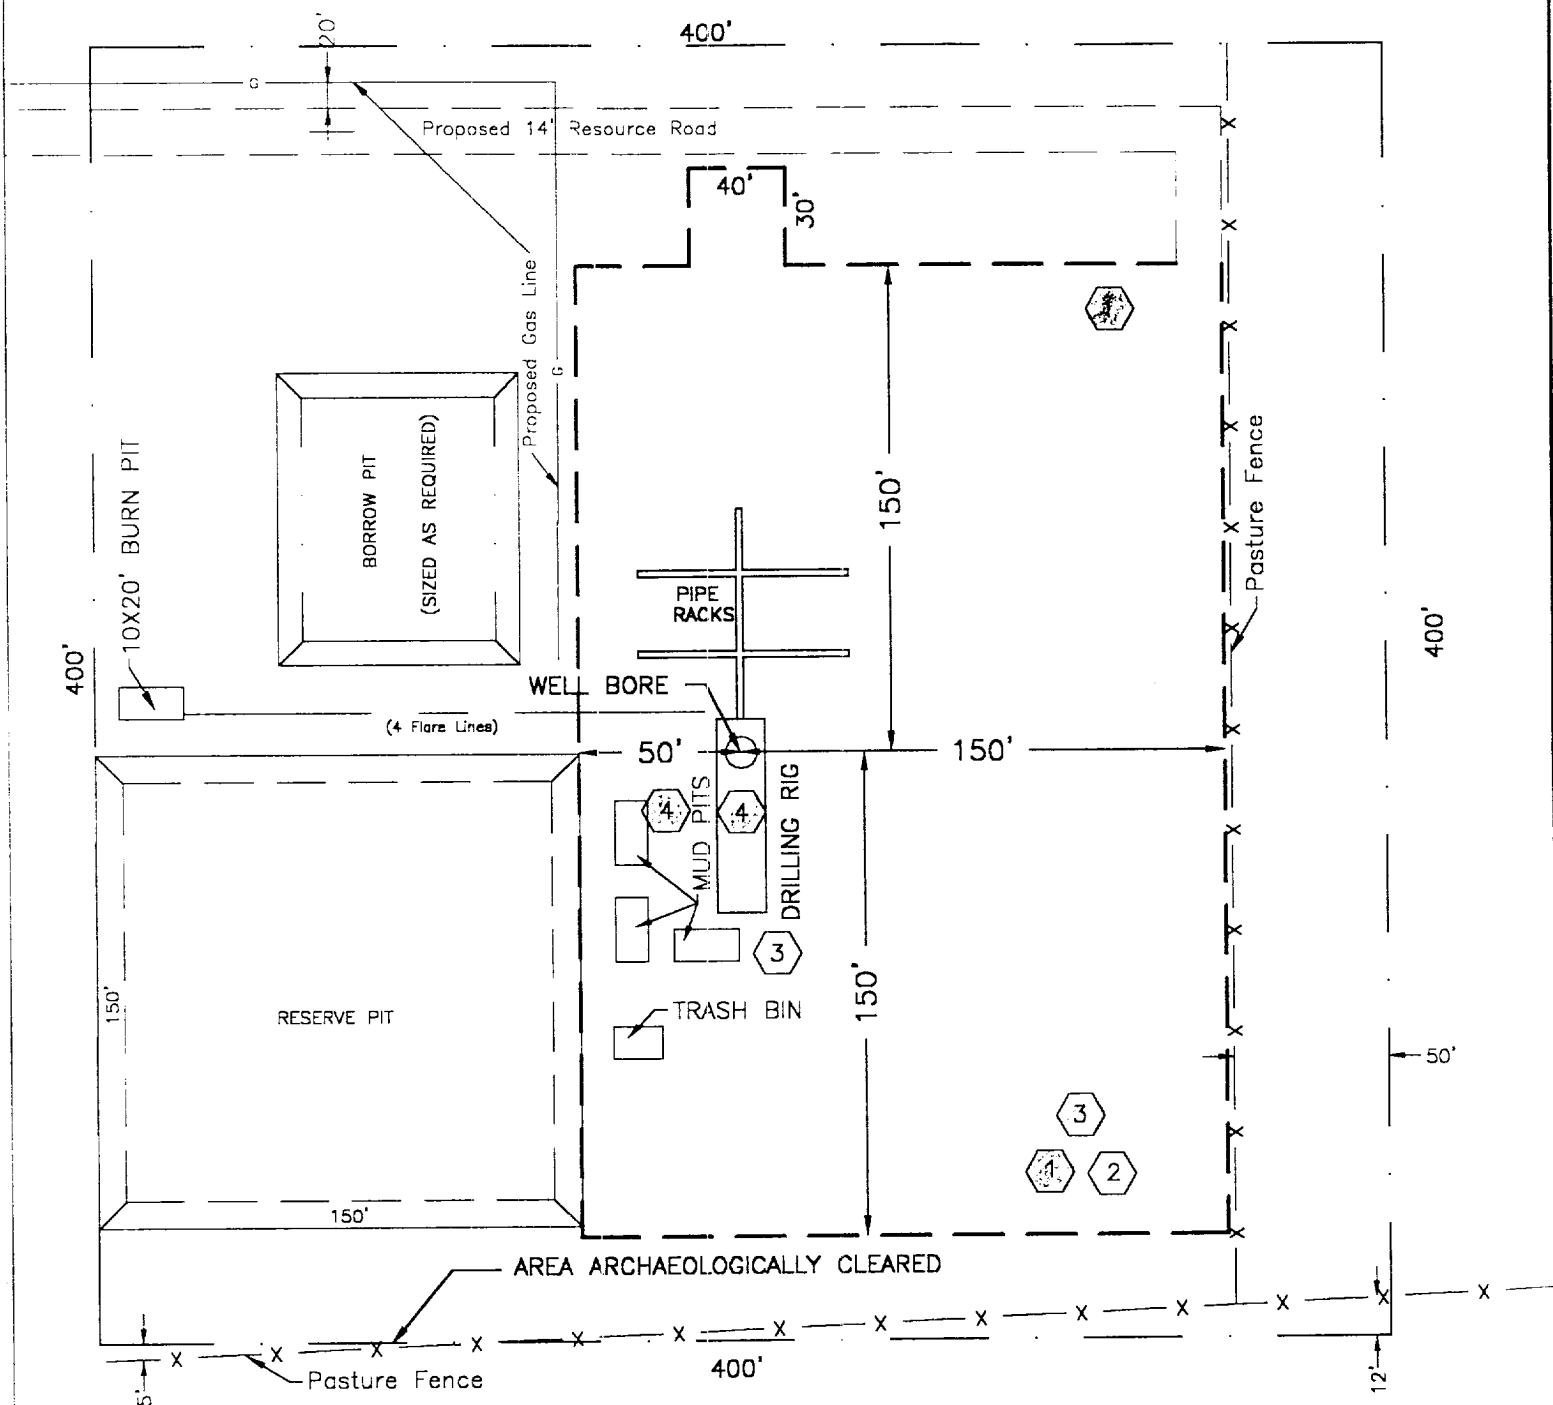 400'
20'
G
Proposed 14' Resource Road
X
40'
30'
X
1
Proposed Gas Line
X
G
10X20' BURN PIT
BORROW PIT
(SIZED AS REQUIRED)
X
150'
Pasture Fence
X
PIPE
RACKS
400'
X
400'
WELL BORE
(4 Flare Lines)
X
50'
150'
MUD PITS
4
4
DRILLING RIG
X
X
3
150'
150'
RESERVE PIT
TRASH BIN
X
50'
3
X
1
2
150'
X
AREA ARCHAEOLOGICALLY CLEARED
X X X X X X X X X X X X X X
400'
Pasture Fence
5'
12'